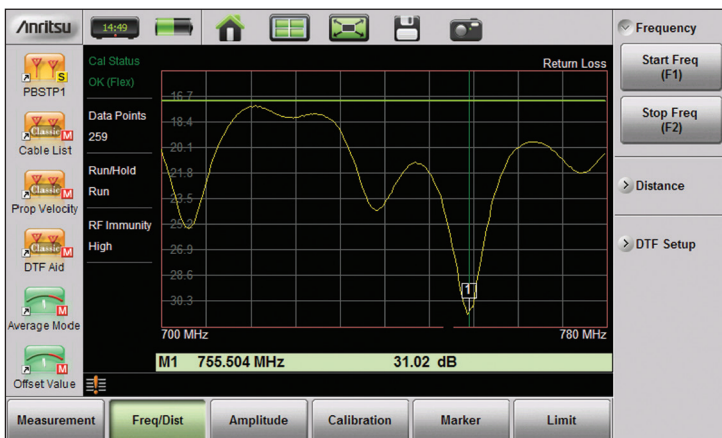 Anritsu
14:49
PBSTP1
S
Cable List
Classic
M
Prop Velocity
Classic
M
DTF Aid
Classic
M
Average Mode
M
Offset Value
M
Cal Status
OK (Flex)
Data Points
259
Run/Hold
Run
RF Immunity
High
Return Loss
16.7
18.4
20.1
21.8
23.5
25.2
26.9
28.6
30.3
1
700 MHz
780 MHz
M1 755.504 MHz 31.02 dB
Frequency
Start Freq
(F1)
Stop Freq
(F2)
Distance
DTF Setup
Measurement
Freq/Dist
Amplitude
Calibration
Marker
Limit